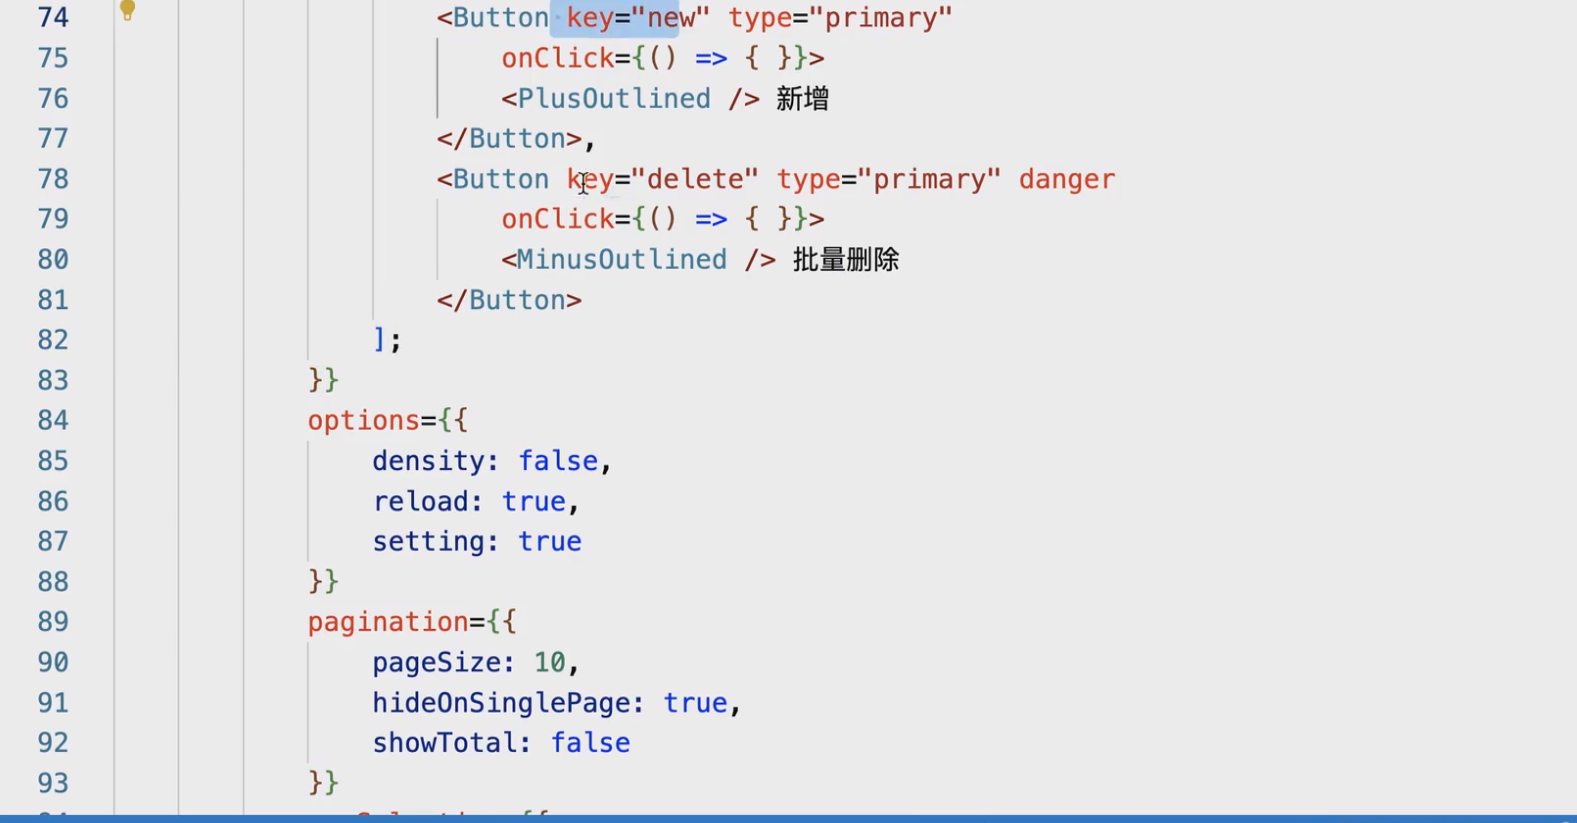 74 <Button key="new" type="primary"
75 onClick={() => { }}>
76 <PlusOutlined /> 新增
77 </Button>,
78 <Button key="delete" type="primary" danger
79 onClick={() => { }}>
80 <MinusOutlined /> 批量删除
81 </Button>
82 ];
83 }}
84 options={{
85 density: false,
86 reload: true,
87 setting: true
88 }}
89 pagination={{
90 pageSize: 10,
91 hideOnSinglePage: true,
92 showTotal: false
93 }}